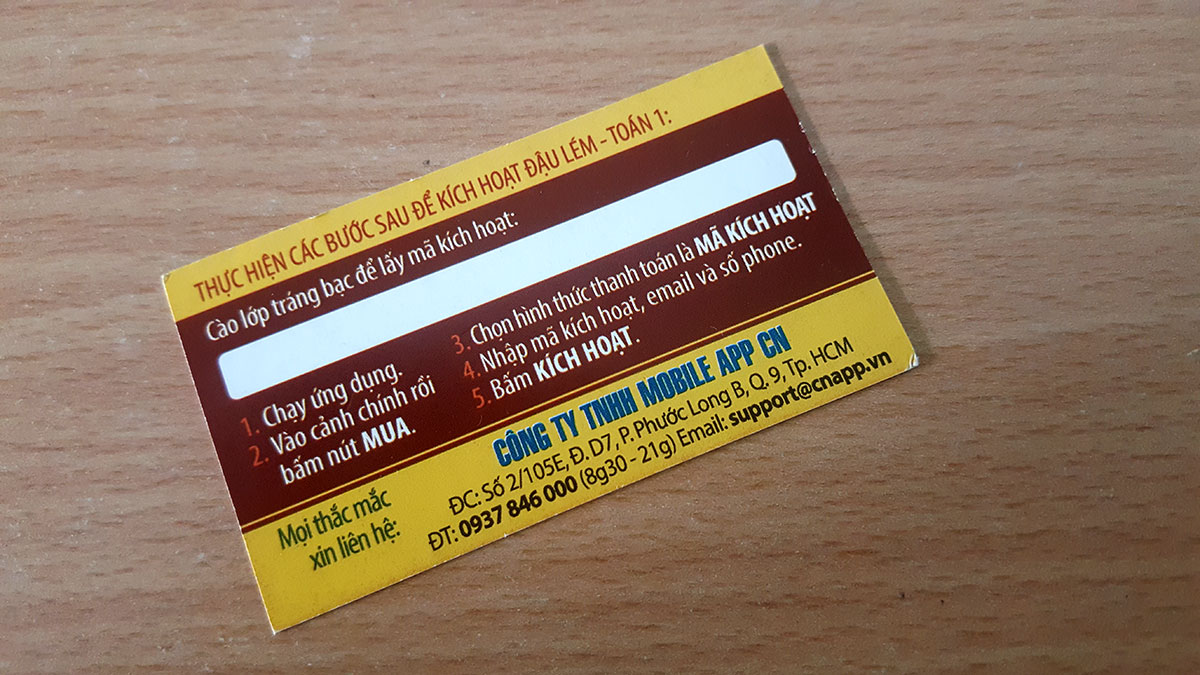 THỰC HIỆN CÁC BƯỚC SAU ĐỂ KÍCH HOẠT ĐẬU LÉM - TOÁN 1:
Cào lớp tráng bạc để lấy mã kích hoạt:
1. Chạy ứng dụng.
2. Vào cảnh chính rồi
bấm nút MUA.
3. Chọn hình thức thanh toán là MÃ KÍCH HOẠT
4. Nhập mã kích hoạt, email và số phone.
5. Bấm KÍCH HOẠT.
Mọi thắc mắc
xin liên hệ:
CÔNG TY TNHH MOBILE APP CN
ĐC: Số 2/105E, Đ. D7, P. Phước Long B, Q. 9, Tp. HCM
ĐT: 0937 846 000 (8g30 - 21g) Email: support@cnapp.vn